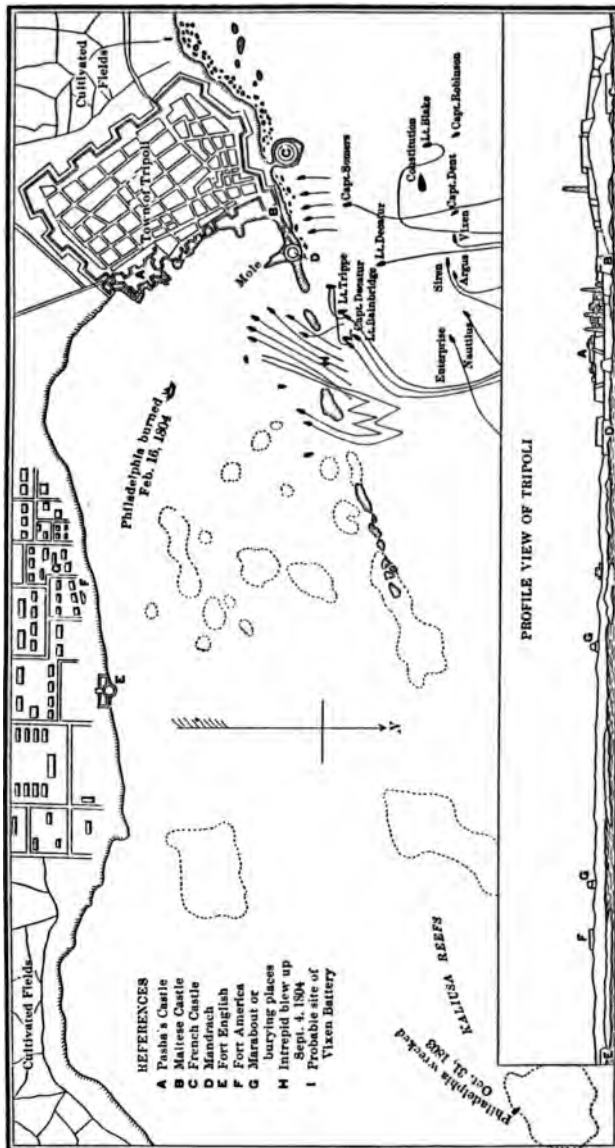 Cultivated Fields
Cultivated Fields
Town of Tripoli
A
B
C
D
Mole
I
E
F
G
H
Philadelphia burned
Feb. 16, 1804
Capt. Somers
Constitution
Lt. Blake
Capt. Robinson
Capt. Dent
Vixen
Lt. Decatur
Siren
Argus
Lt. Trippe
Capt. Decatur
Lt. Bainbridge
Enterprise
Nautilus
N
REFERENCES
A Pasha's Castle
B Maltese Castle
C French Castle
D Mandrach
E Fort English
F Fort America
G Marabout or
burying places
H Intrepid blew up
Sept. 4, 1804
I Probable site of
Vixen Battery
KALIUSA REEFS
Philadelphia wrecked
Oct. 31, 1803
PROFILE VIEW OF TRIPOLI
E
F
G
G
D
A
B